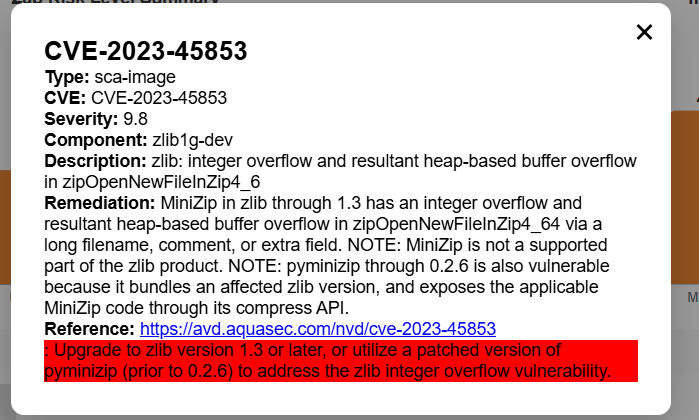 CVE-2023-45853
Type: sca-image
CVE: CVE-2023-45853
Severity: 9.8
Component: zlib1g-dev
Description: zlib: integer overflow and resultant heap-based buffer overflow
in zipOpenNewFileInZip4_6
Remediation: MiniZip in zlib through 1.3 has an integer overflow and
resultant heap-based buffer overflow in zipOpenNewFileInZip4_64 via a
long filename, comment, or extra field. NOTE: MiniZip is not a supported
part of the zlib product. NOTE: pyminizip through 0.2.6 is also vulnerable
because it bundles an affected zlib version, and exposes the applicable
MiniZip code through its compress API.
Reference: https://avd.aquasec.com/nvd/cve-2023-45853
: Upgrade to zlib version 1.3 or later, or utilize a patched version of
pyminizip (prior to 0.2.6) to address the zlib integer overflow vulnerability.